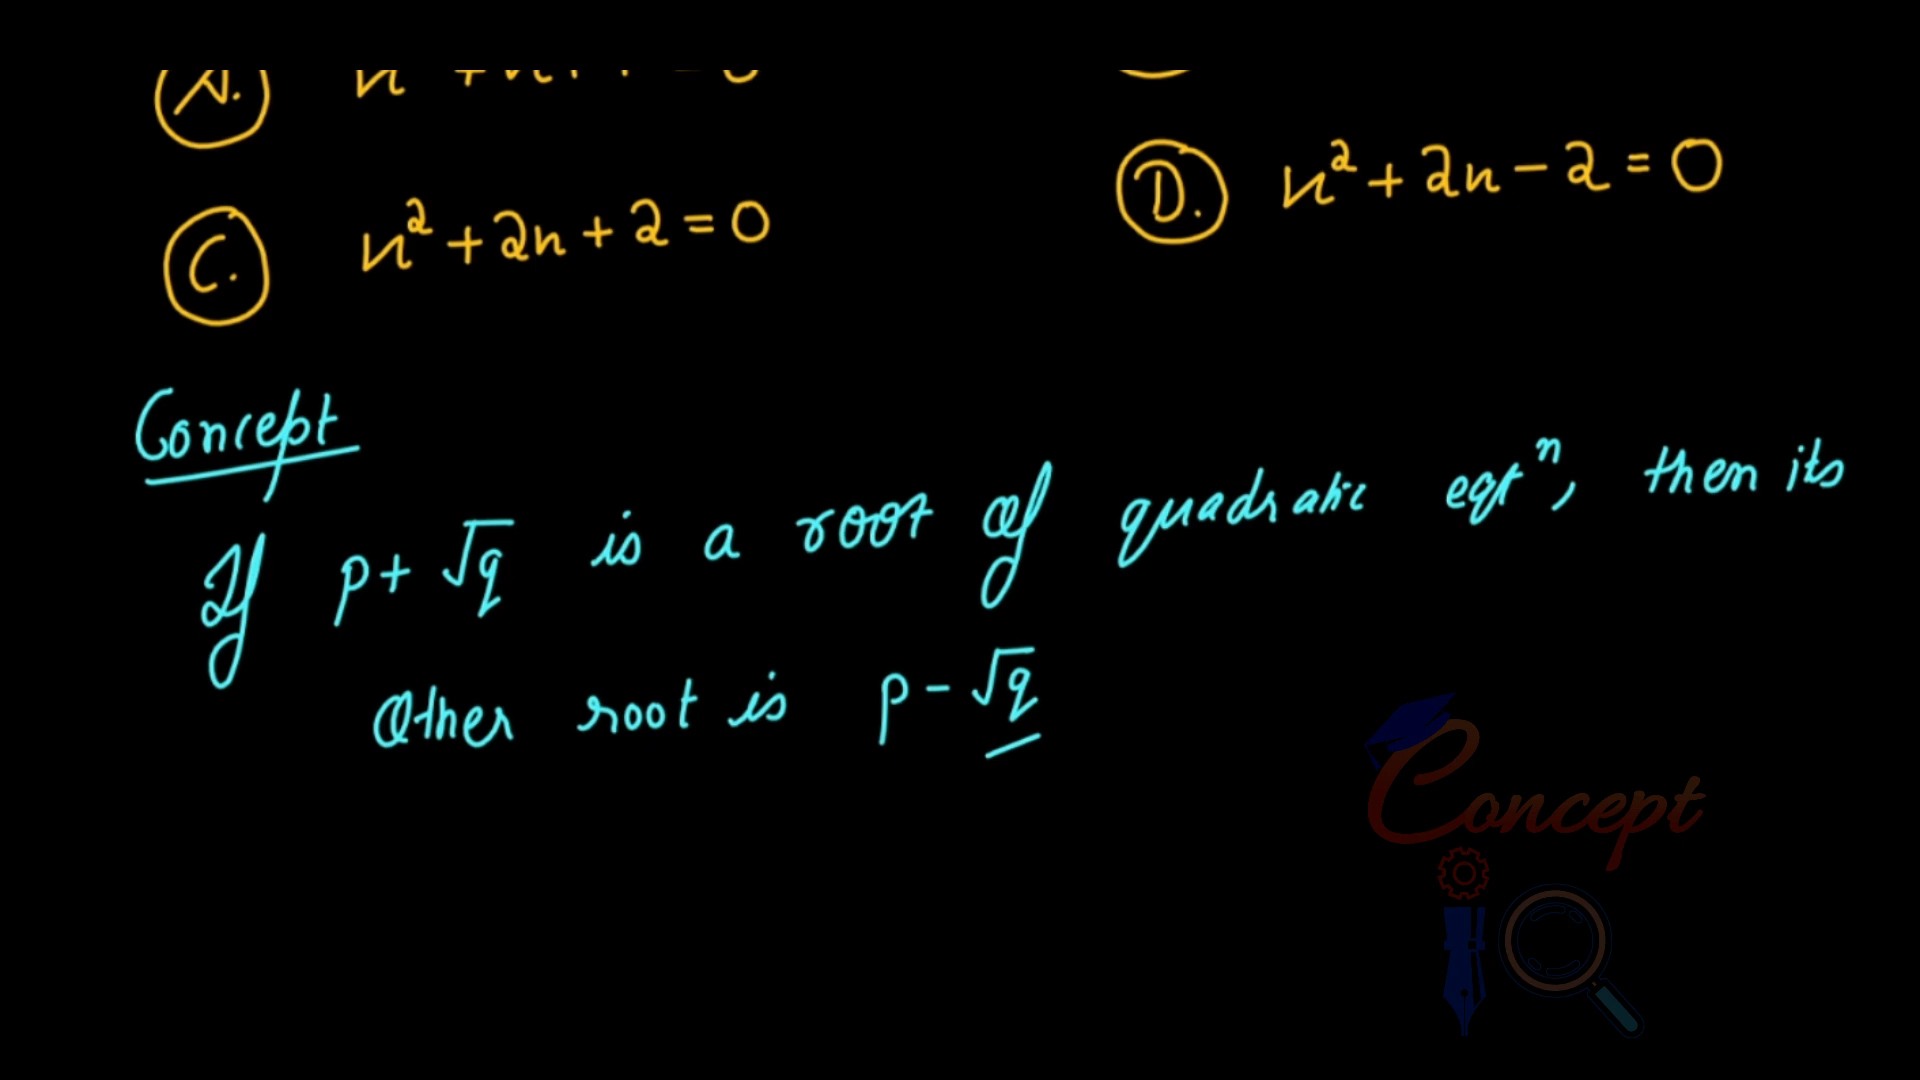 C. x² + 2x + 2 = 0
D. x² + 2x - 2 = 0
Concept
If p + √q is a root of quadratic eqtⁿ, then its
other root is p - √q
Concept